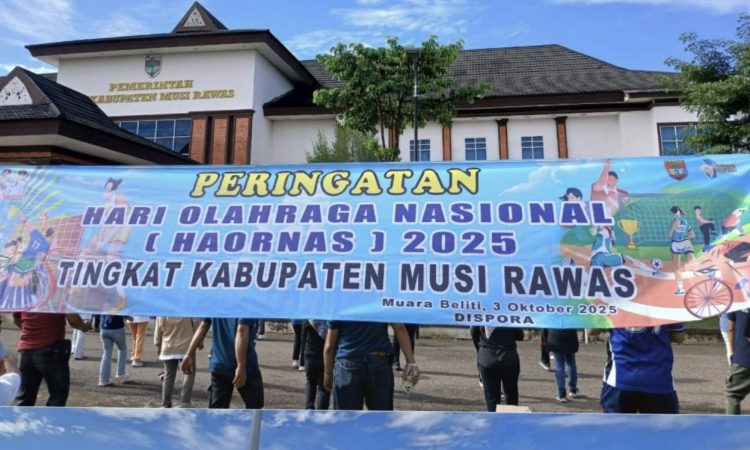 PEMERINTAH
KABUPATEN MUSI RAWAS
PERINGATAN
HARI OLAHRAGA NASIONAL
( HAORNAS ) 2025
TINGKAT KABUPATEN MUSI RAWAS
Muara Beliti, 3 Oktober 2025
DISPORA